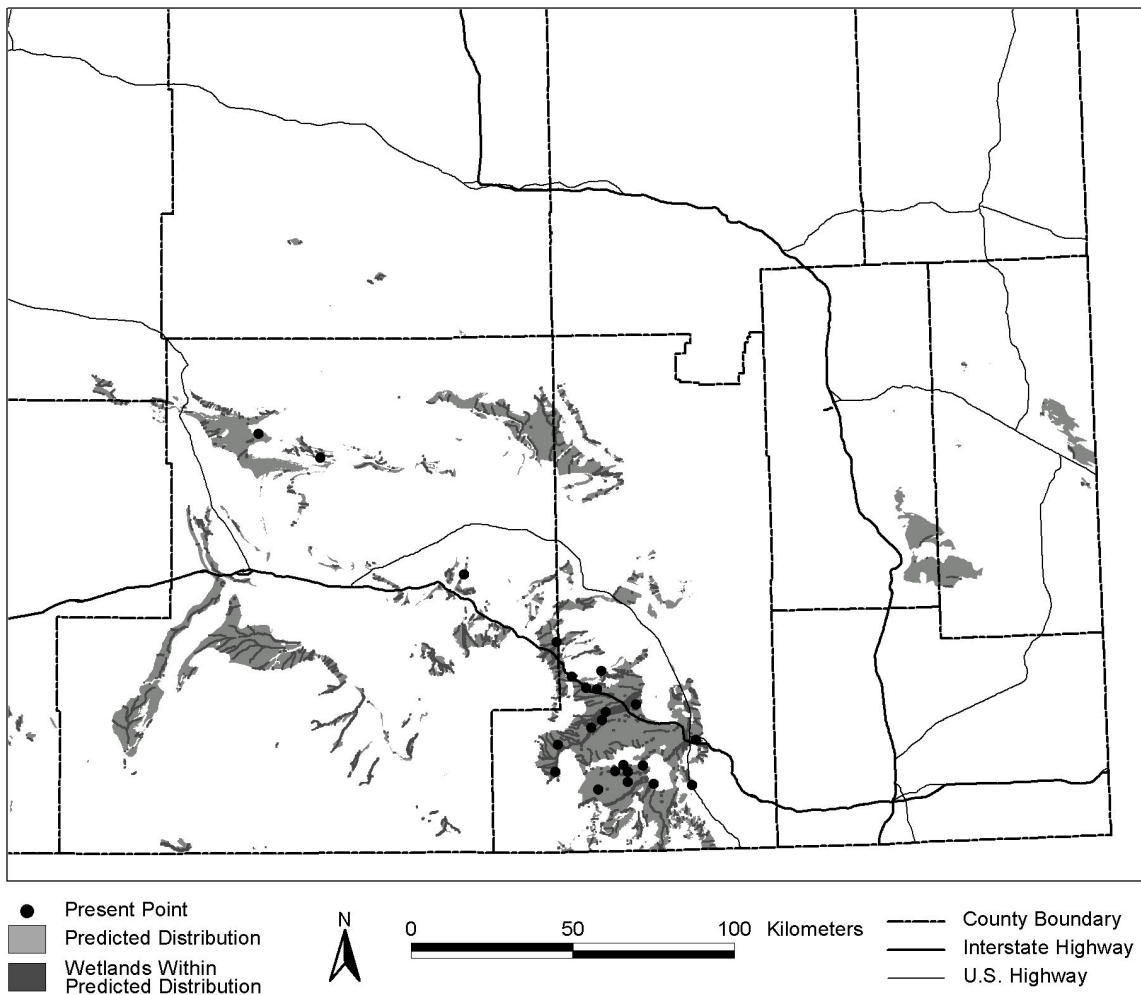 Present Point
Predicted Distribution
Wetlands Within
Predicted Distribution
N
0 50 100 Kilometers
County Boundary
Interstate Highway
U.S. Highway